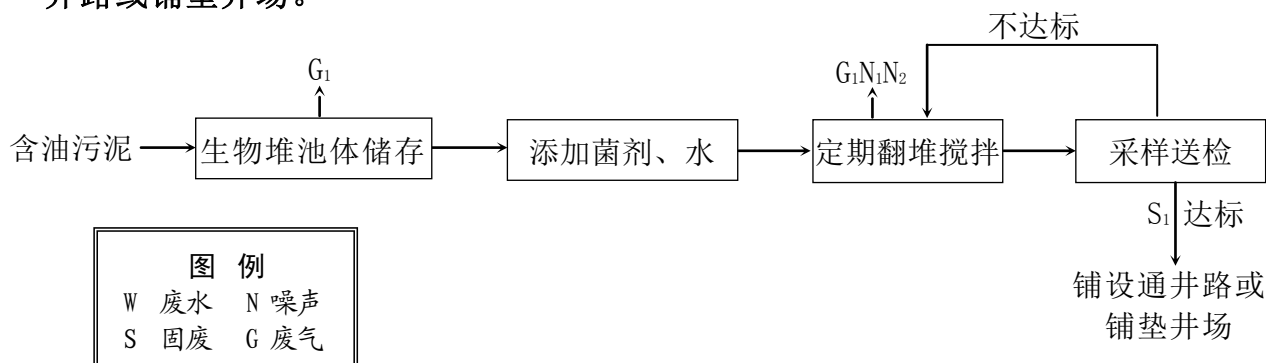 井路或铺垫井场。
不达标
G₁
G₁N₁N₂
含油污泥
生物堆池体储存
添加菌剂、水
定期翻堆搅拌
采样送检
S₁ 达标
铺设通井路或
铺垫井场
图 例
W 废水 N 噪声
S 固废 G 废气